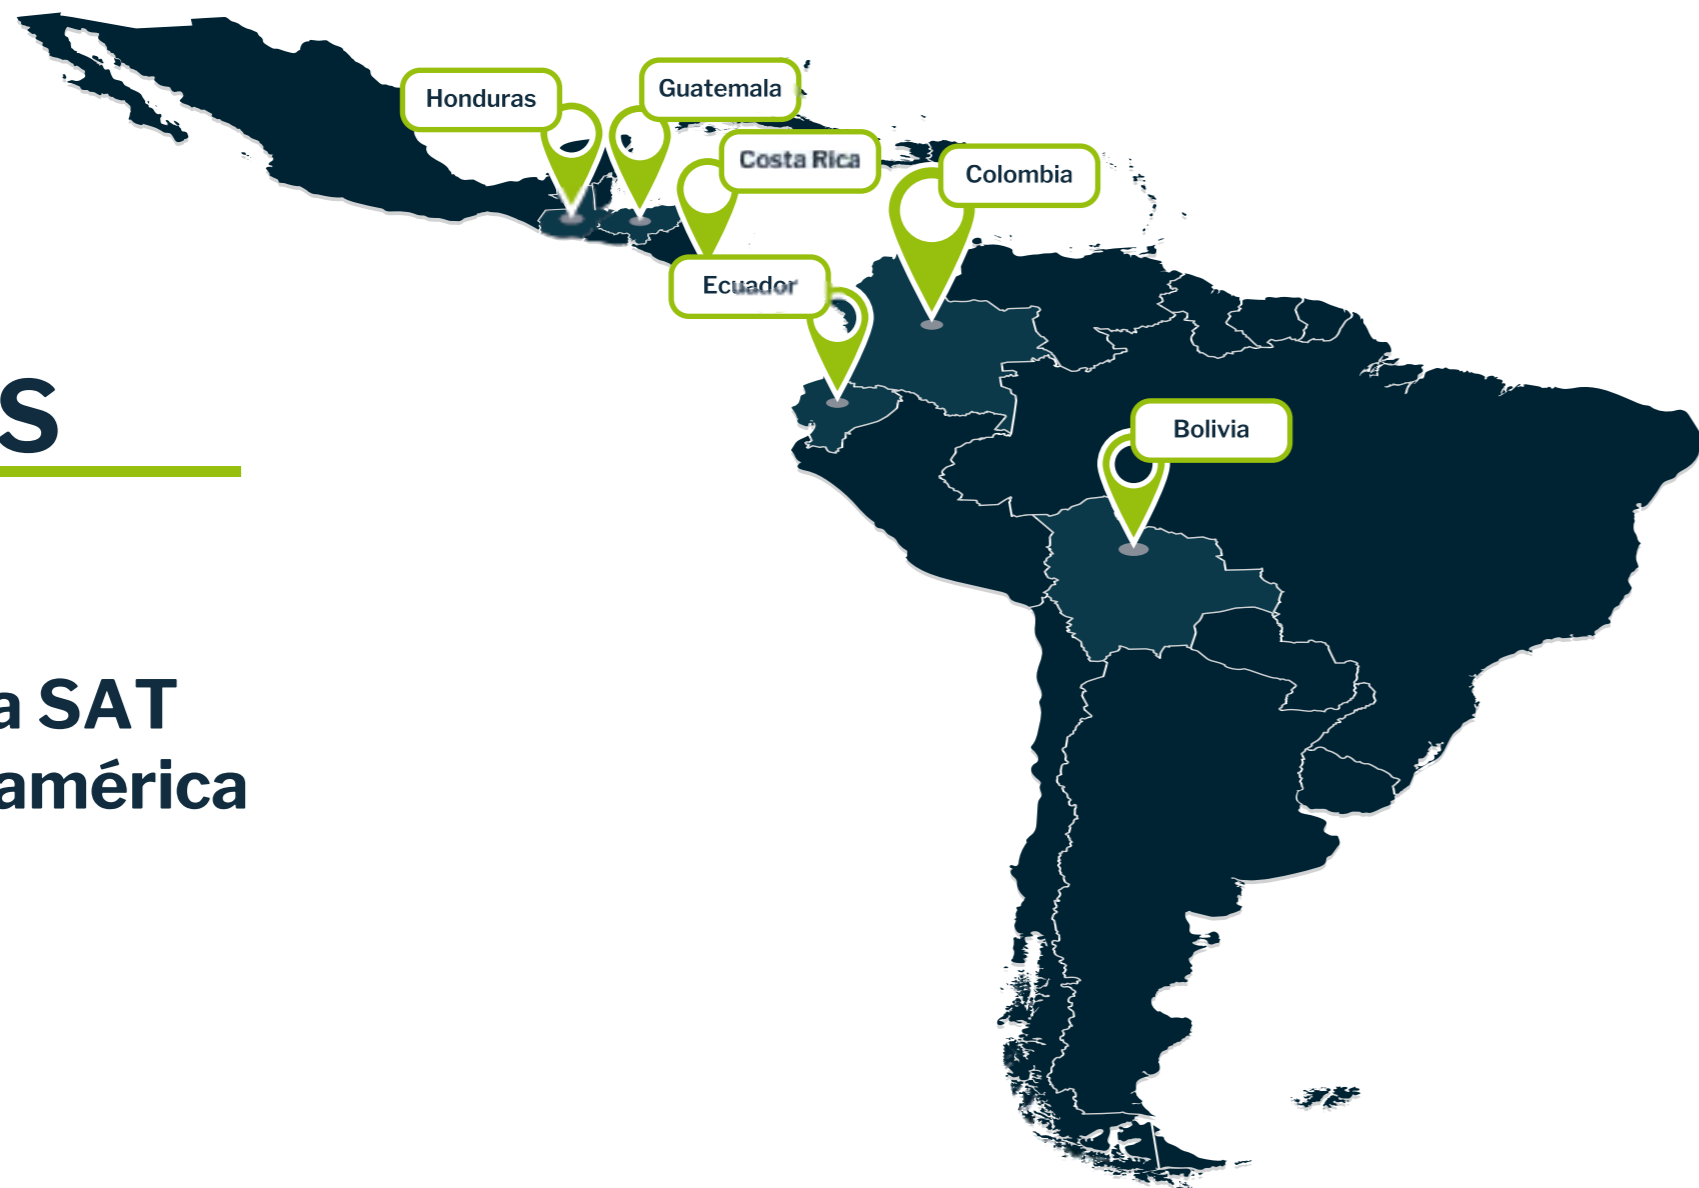 Guatemala
Honduras
Costa Rica
Colombia
Ecuador
S
Bolivia
a SAT
américa